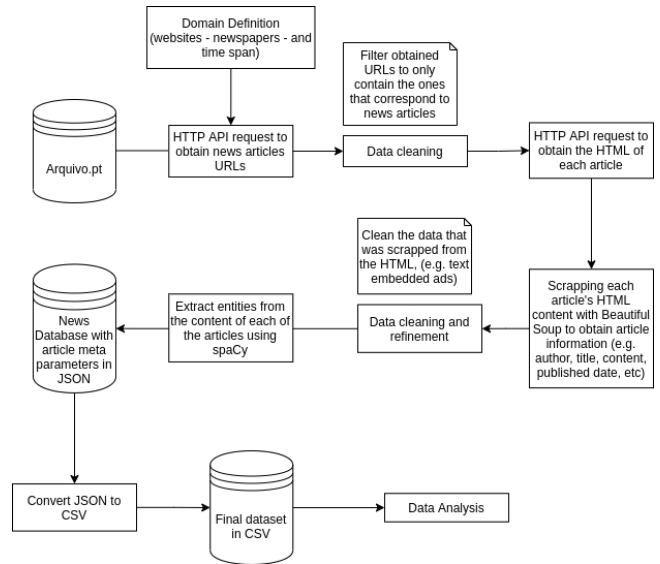 Domain Definition
(websites - newspapers - and
time span)
Filter obtained
URLs to only
contain the ones
that correspond to
news articles
Arquivo.pt
HTTP API request to
obtain news articles
URLs
Data cleaning
HTTP API request to
obtain the HTML of
each article
Clean the data that
was scrapped from
the HTML, (e.g. text
embedded ads)
News
Database with
article meta
parameters in
JSON
Extract entities from
the content of each of
the articles using
spaCy
Data cleaning and
refinement
Scrapping each
article's HTML
content with Beautiful
Soup to obtain article
information (e.g.
author, title, content,
published date, etc)
Convert JSON to
CSV
Final dataset
in CSV
Data Analysis